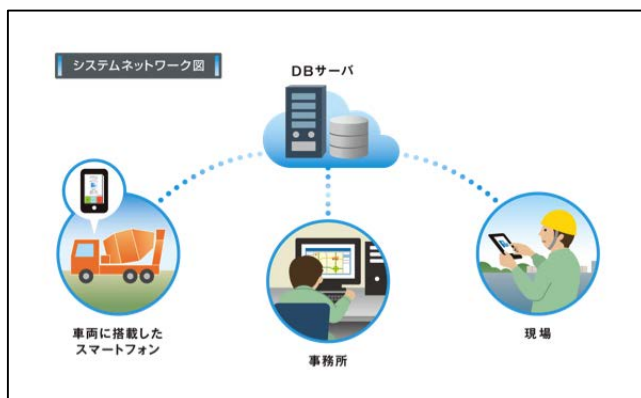 システムネットワーク図
DBサーバ
車両に搭載した
スマートフォン
事務所
現場